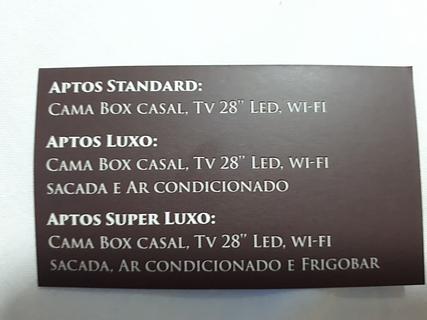 APTOS STANDARD:
CAMA BOX CASAL, TV 28" LED, WI-FI
APTOS LUXO:
CAMA BOX CASAL, TV 28" LED, WI-FI
SACADA E AR CONDICIONADO
APTOS SUPER LUXO:
CAMA BOX CASAL, TV 28" LED, WI-FI
SACADA, AR CONDICIONADO E FRIGOBAR